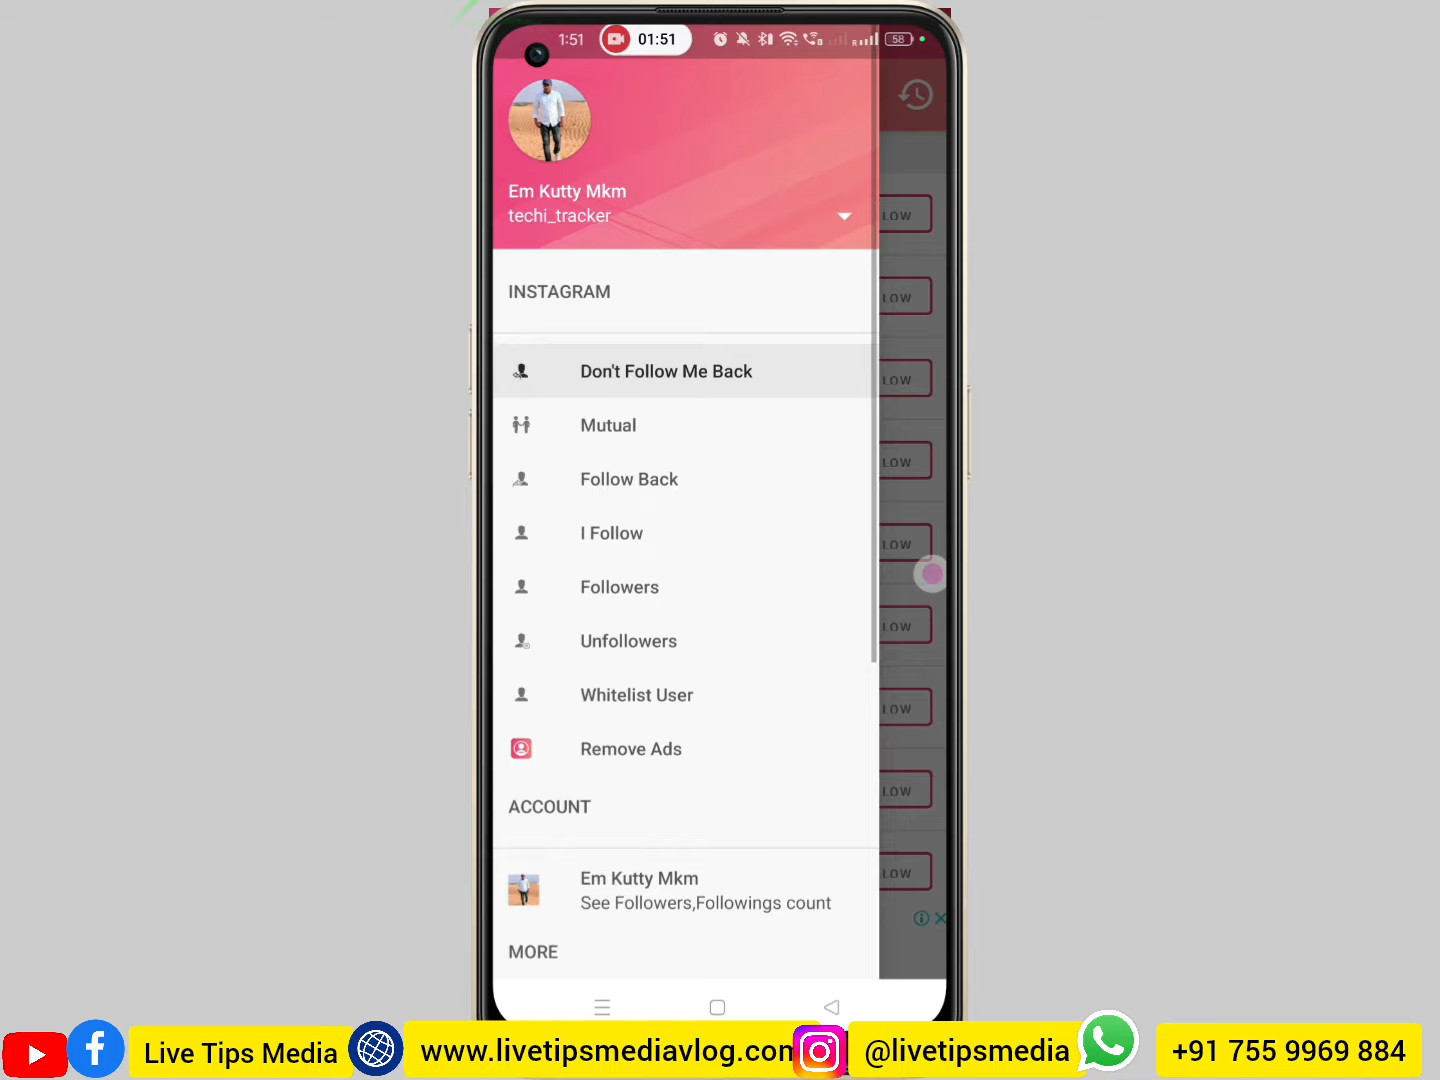 1:51
01:51
R
58
Em Kutty Mkm
techi_tracker
INSTAGRAM
Don't Follow Me Back
Mutual
Follow Back
I Follow
Followers
Unfollowers
Whitelist User
Remove Ads
ACCOUNT
Em Kutty Mkm
See Followers,Followings count
MORE
LOW
LOW
LOW
LOW
LOW
LOW
LOW
LOW
LOW
Live Tips Media
www.livetipsmediavlog.com
@livetipsmedia
+91 755 9969 884